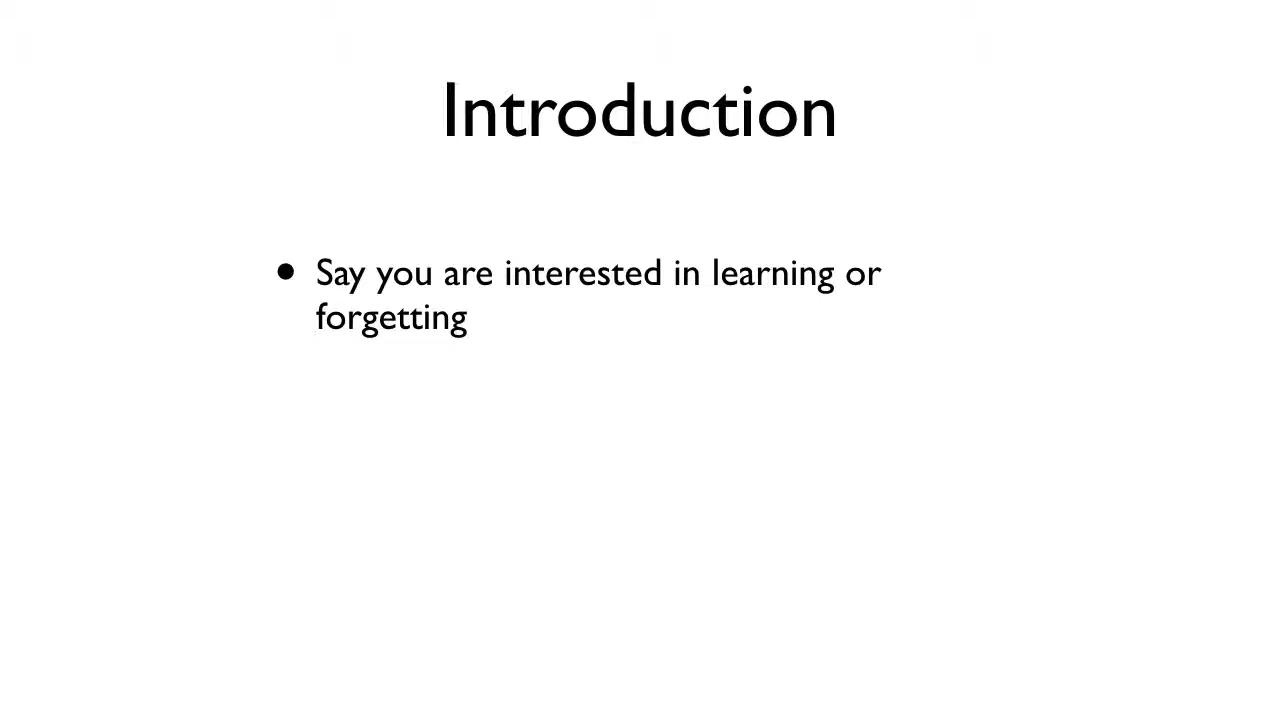 Introduction
• Say you are interested in learning or
forgetting